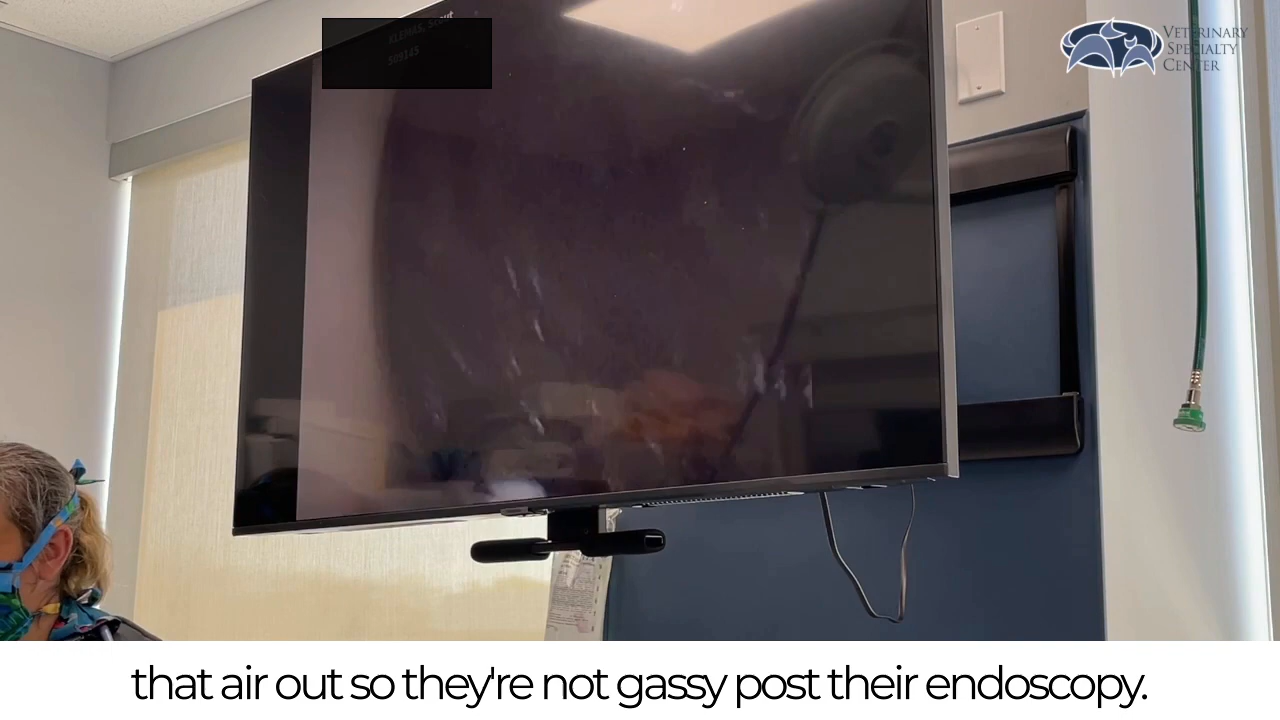 VETERINARY
SPECIALTY
CENTER
that air out so they're not gassy post their endoscopy.